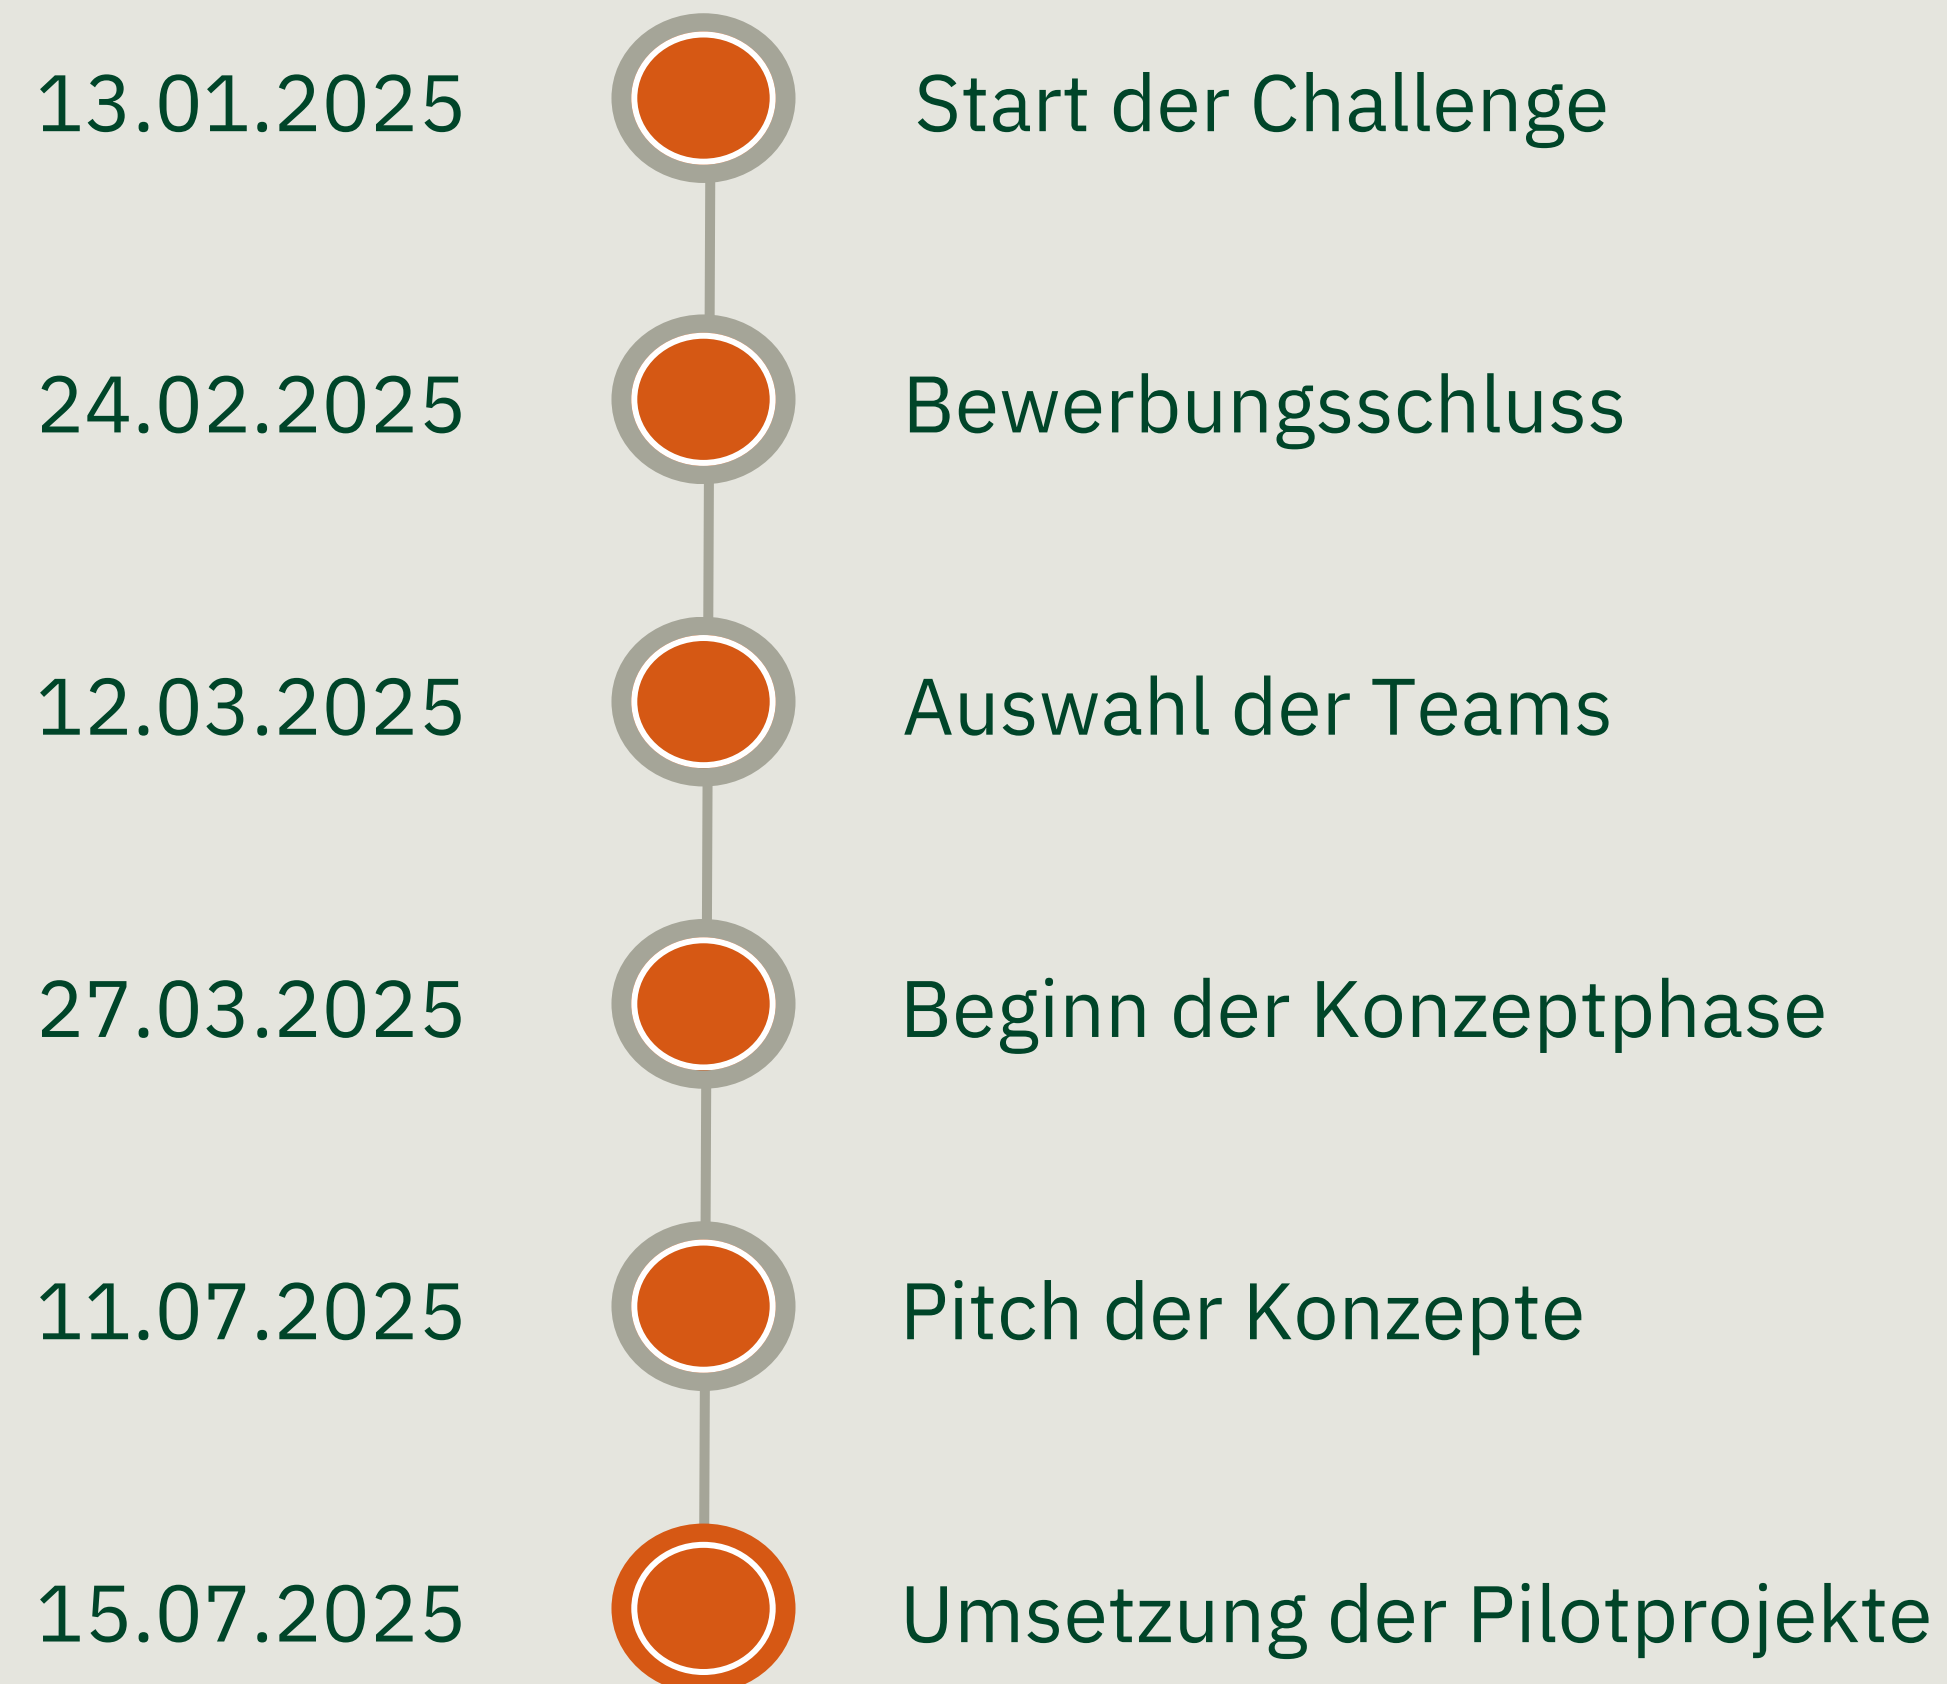 13.01.2025 Start der Challenge
24.02.2025 Bewerbungsschluss
12.03.2025 Auswahl der Teams
27.03.2025 Beginn der Konzeptphase
11.07.2025 Pitch der Konzepte
15.07.2025 Umsetzung der Pilotprojekte